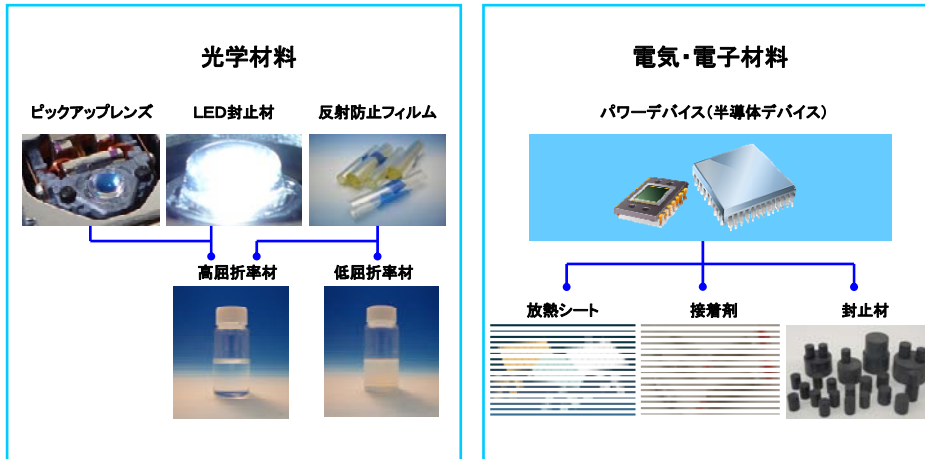 光学材料
ピックアップレンズ
LED封止材
反射防止フィルム
高屈折率材
低屈折率材
電気・電子材料
パワーデバイス(半導体デバイス)
放熱シート
接着剤
封止材